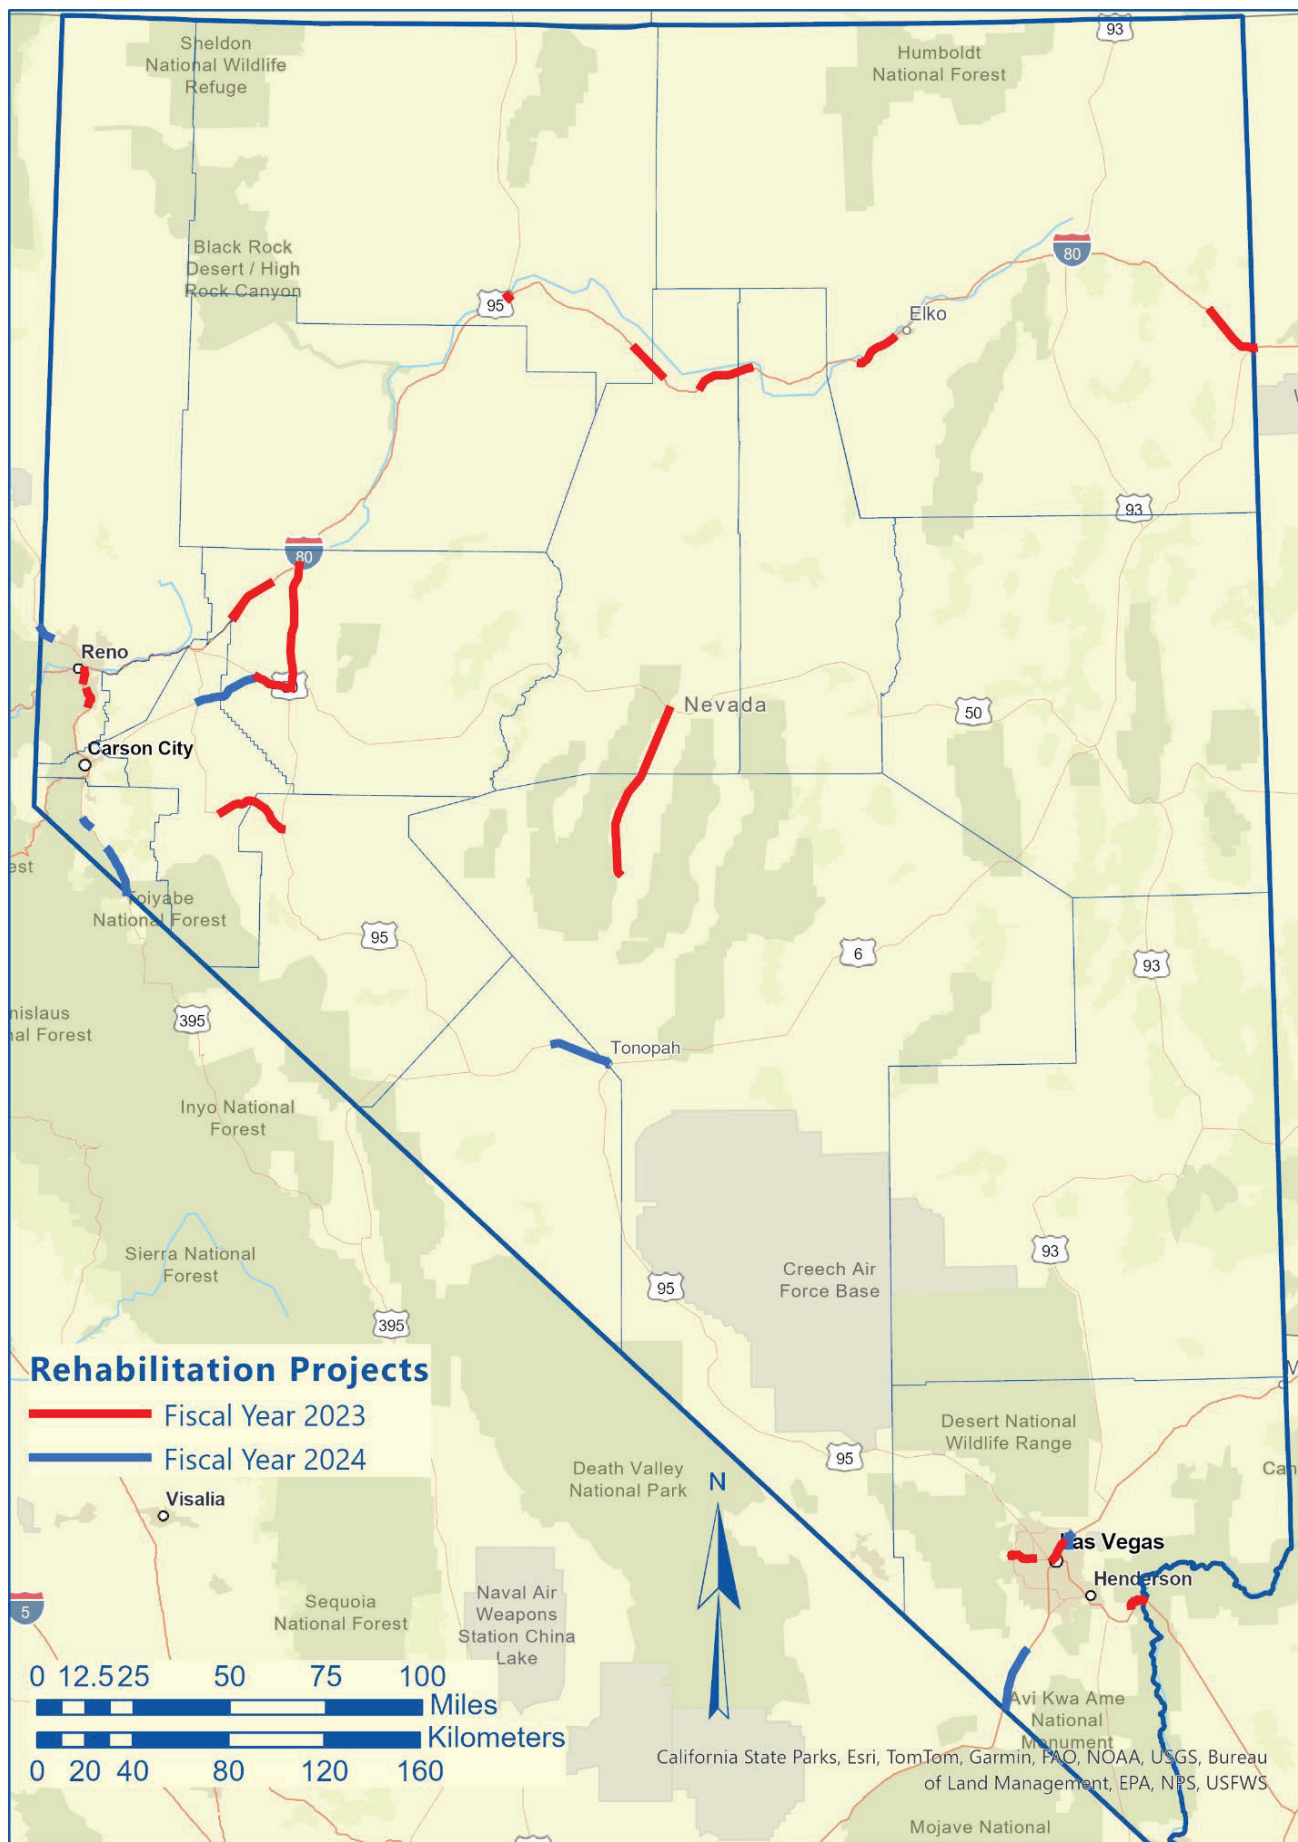 93
Sheldon
National Wildlife
Refuge
Humboldt
National Forest
Black Rock
Desert / High
Rock Canyon
80
95
Elko
93
80
Reno
Nevada
50
Carson City
est
Toiyabe
National Forest
95
6
93
nislaus
nal Forest
395
Tonopah
Inyo National
Forest
Sierra National
Forest
93
Creech Air
Force Base
95
395
Rehabilitation Projects
Fiscal Year 2023
Fiscal Year 2024
M
Desert National
Wildlife Range
95
Death Valley
National Park
Can
N
Visalia
Las Vegas
Henderson
5
Sequoia
National Forest
Naval Air
Weapons
Station China
Lake
0 12.5 25 50 75 100
Miles
Kilometers
0 20 40 80 120 160
Avi Kwa Ame
National
Monument
California State Parks, Esri, TomTom, Garmin, FAO, NOAA, USGS, Bureau
of Land Management, EPA, NPS, USFWS
Mojave National